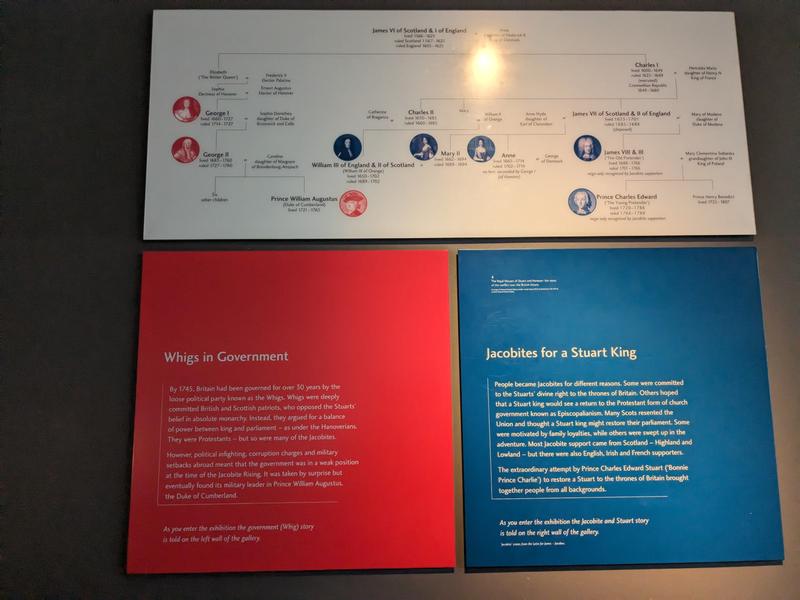 James VI of Scotland & I of England
lived 1566–1625
ruled Scotland 1567–1625
ruled England 1603–1625
of Denmark
Elizabeth
('The Winter Queen')
Frederick V
Elector Palatine
Charles I
lived 1600–1649
ruled 1625–1649
(executed)
Commonwealth Republic
1649–1660
Henrietta Maria
daughter of Henry IV
King of France
Sophia
Electress of Hanover
Ernest Augustus
Elector of Hanover
George I
lived 1660–1727
ruled 1714–1727
Sophia Dorothea
daughter of Duke of
Brunswick and Celle
Catherine
of Braganza
Charles II
lived 1630–1685
ruled 1660–1685
Mary
William II
of Orange
Anne Hyde
daughter of
Earl of Clarendon
James VII of Scotland & II of England
lived 1633–1701
ruled 1685–1688
(deposed)
Mary of Modena
daughter of
Duke of Modena
George II
lived 1683–1760
ruled 1727–1760
Caroline
daughter of Margrave
of Brandenburg-Ansbach
William III of England & II of Scotland
(William of Orange)
lived 1650–1702
ruled 1689–1702
Mary II
lived 1662–1694
ruled 1689–1694
Anne
lived 1665–1714
ruled 1702–1714
no heir, succeeded by George I
(of Hanover)
George
of Denmark
James VIII & III
('The Old Pretender')
lived 1688–1766
reign only recognised by Jacobite supporters
Mary Clementina Sobieska
granddaughter of John III
King of Poland
Six
other children
Prince William Augustus
(Duke of Cumberland)
lived 1721–1765
Prince Charles Edward
('The Young Pretender')
lived 1720–1788
reign only recognised by Jacobite supporters
Prince Henry Benedict
lived 1725–1807
Whigs in Government
By 1745, Britain had been governed for over 30 years by the
loose political party known as the Whigs. Whigs were deeply
committed British and Scottish patriots, who opposed the Stuarts'
belief in absolute monarchy. Instead, they argued for a balance
of power between king and parliament – as under the Hanoverians.
They were Protestants – but so were many of the Jacobites.
However, political infighting, corruption charges and military
setbacks abroad meant that the government was in a weak position
at the time of the Jacobite Rising. It was taken by surprise but
eventually found its military leader in Prince William Augustus,
the Duke of Cumberland.
As you enter the exhibition the government (Whig) story
is told on the left wall of the gallery.
The Royal Houses of Stuart and Hanover: the story
of the conflict over the British throne
Jacobites for a Stuart King
People became Jacobites for different reasons. Some were committed
to the Stuarts' divine right to the thrones of Britain. Others hoped
that a Stuart king would see a return to the Protestant form of church
government known as Episcopalianism. Many Scots resented the
Union and thought a Stuart king might restore their parliament. Some
were motivated by family loyalties, while others were swept up in the
adventure. Most Jacobite support came from Scotland – Highland and
Lowland – but there were also English, Irish and French supporters.
The extraordinary attempt by Prince Charles Edward Stuart ('Bonnie
Prince Charlie') to restore a Stuart to the thrones of Britain brought
together people from all backgrounds.
As you enter the exhibition the Jacobite and Stuart story
is told on the right wall of the gallery.
'Jacobite' comes from the Latin for James – Jacobus.